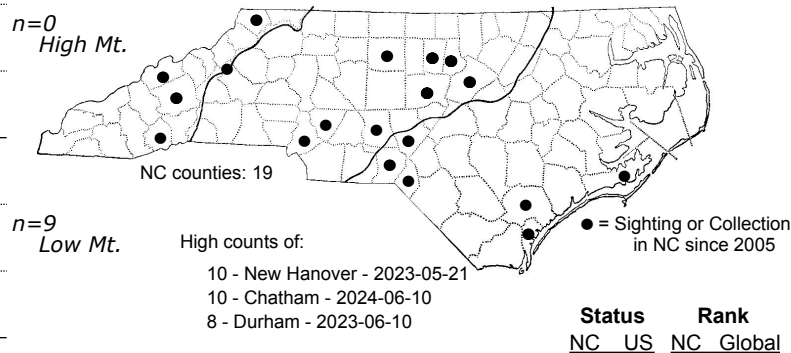 n=0
High Mt.
NC counties: 19
n=9
Low Mt.
High counts of:
10 - New Hanover - 2023-05-21
10 - Chatham - 2024-06-10
8 - Durham - 2023-06-10
● = Sighting or Collection
in NC since 2005
Status Rank
NC US NC Global